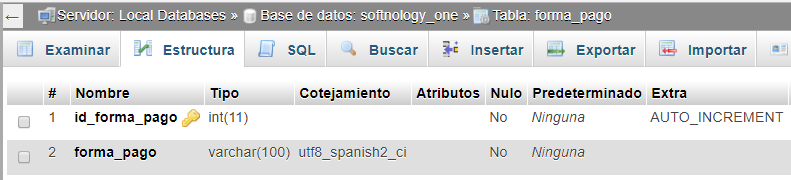 ← Servidor: Local Databases » Base de datos: softnology_one » Tabla: forma_pago
Examinar Estructura SQL Buscar Insertar Exportar Importar
# Nombre Tipo Cotejamiento Atributos Nulo Predeterminado Extra
1 id_forma_pago int(11) No Ninguna AUTO_INCREMENT
2 forma_pago varchar(100) utf8_spanish2_ci No Ninguna